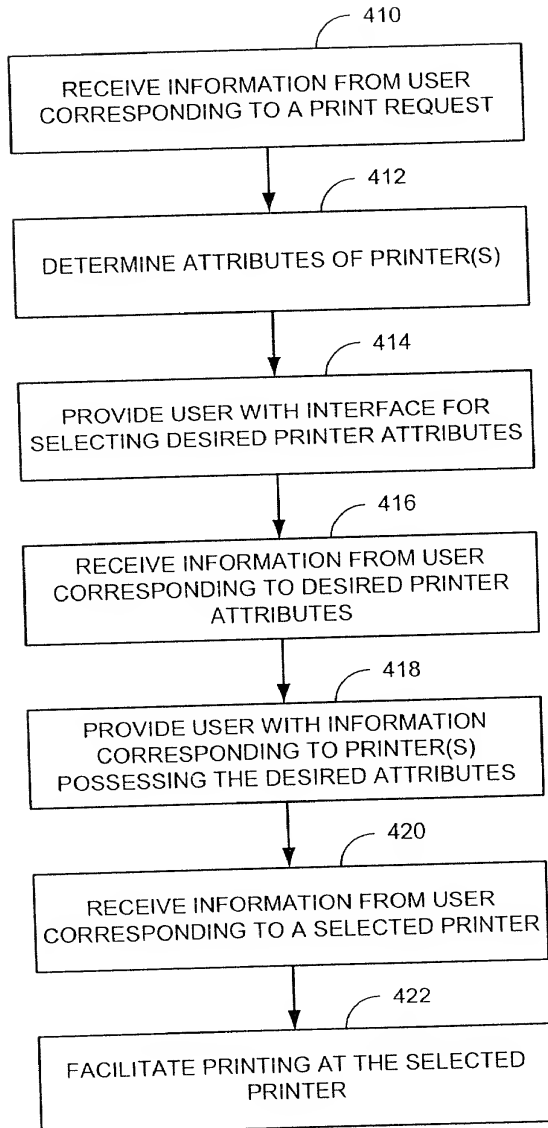 410
RECEIVE INFORMATION FROM USER
CORRESPONDING TO A PRINT REQUEST
412
DETERMINE ATTRIBUTES OF PRINTER(S)
414
PROVIDE USER WITH INTERFACE FOR
SELECTING DESIRED PRINTER ATTRIBUTES
416
RECEIVE INFORMATION FROM USER
CORRESPONDING TO DESIRED PRINTER
ATTRIBUTES
418
PROVIDE USER WITH INFORMATION
CORRESPONDING TO PRINTER(S)
POSSESSING THE DESIRED ATTRIBUTES
420
RECEIVE INFORMATION FROM USER
CORRESPONDING TO A SELECTED PRINTER
422
FACILITATE PRINTING AT THE SELECTED
PRINTER